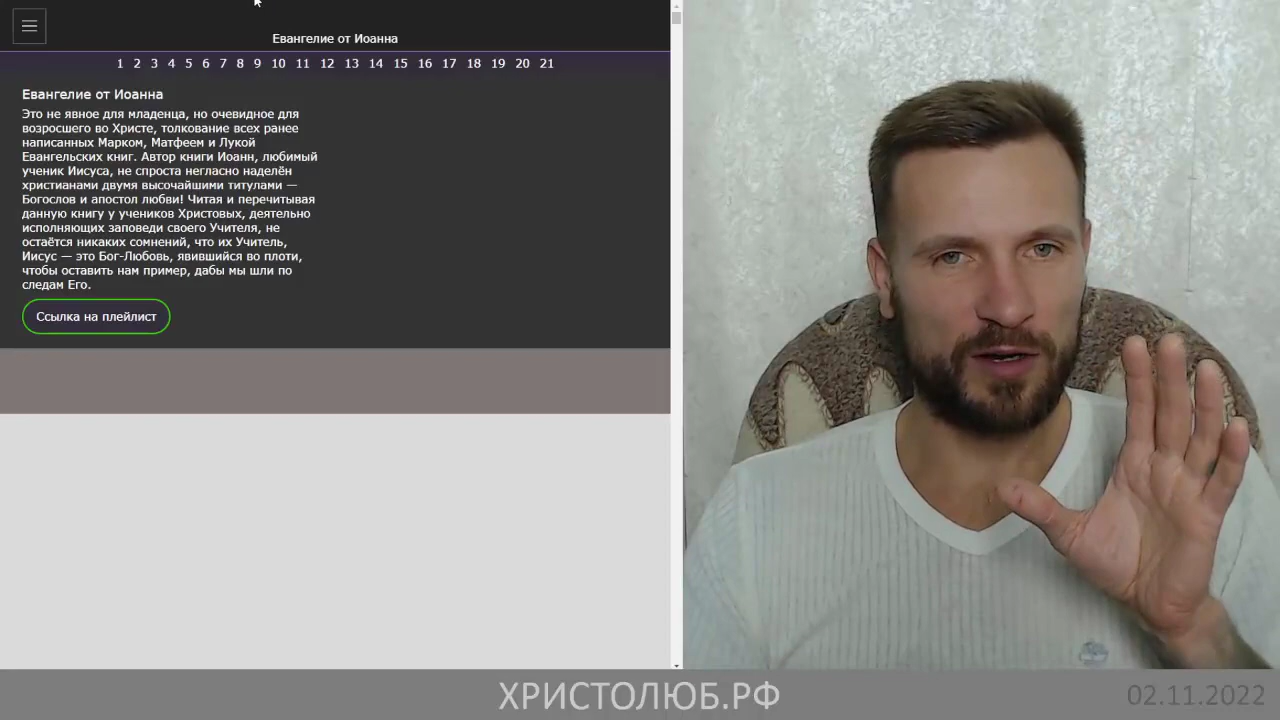 Евангелие от Иоанна
1 2 3 4 5 6 7 8 9 10 11 12 13 14 15 16 17 18 19 20 21
Евангелие от Иоанна
Это не явное для младенца, но очевидное для
возросшего во Христе, толкование всех ранее
написанных Марком, Матфеем и Лукой
Евангельских книг. Автор книги Иоанн, любимый
ученик Иисуса, не спроста негласно наделён
христианами двумя высочайшими титулами —
Богослов и апостол любви! Читая и перечитывая
данную книгу у учеников Христовых, деятельно
исполняющих заповеди своего Учителя, не
остаётся никаких сомнений, что их Учитель,
Иисус — это Бог-Любовь, явившийся во плоти,
чтобы оставить нам пример, дабы мы шли по
следам Его.
Ссылка на плейлист
ХРИСТОЛЮБ.РФ
02.11.2022